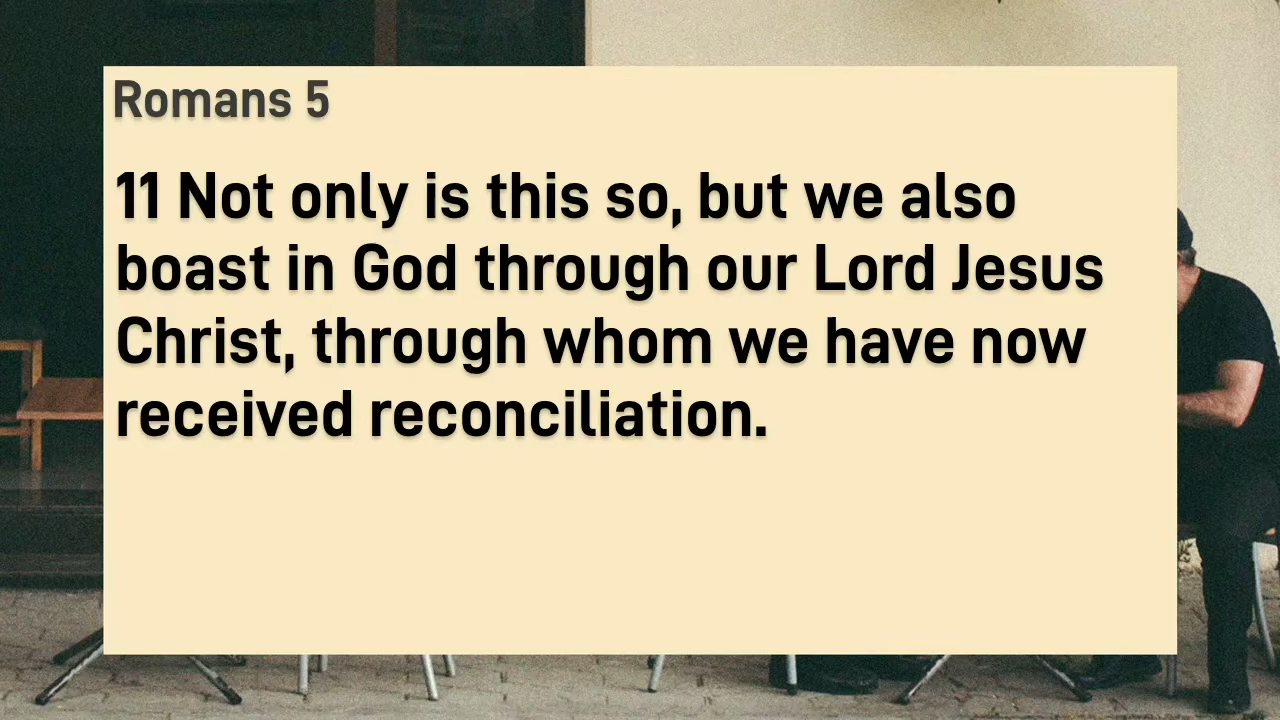 Romans 5
11 Not only is this so, but we also
boast in God through our Lord Jesus
Christ, through whom we have now
received reconciliation.